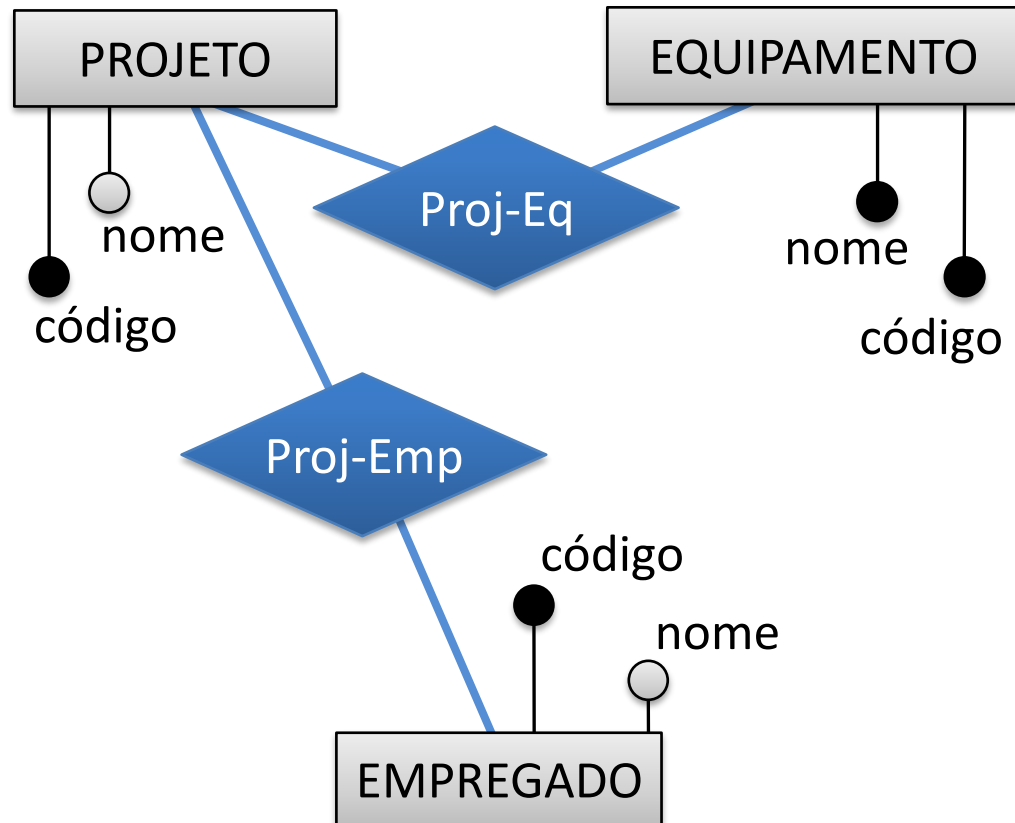 PROJETO
EQUIPAMENTO
Proj-Eq
nome
nome
código
código
Proj-Emp
código
nome
EMPREGADO